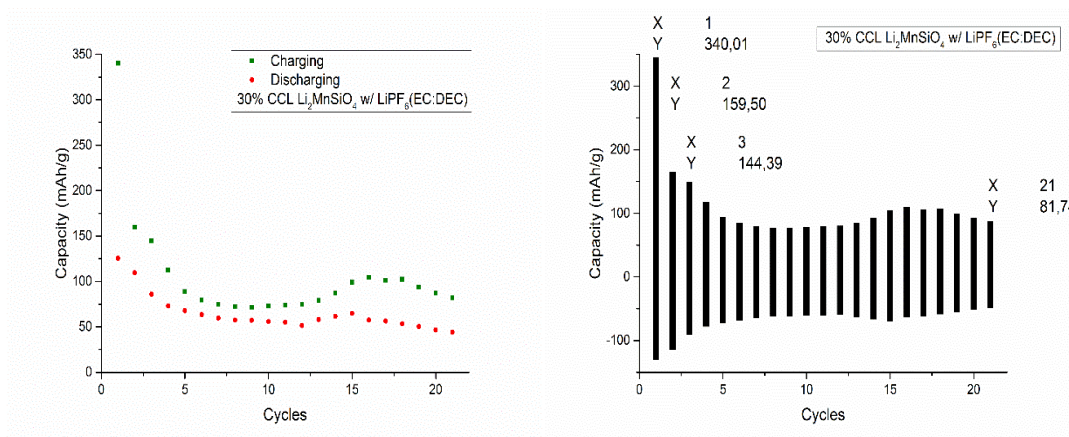 350
300
250
200
150
100
50
0
Capacity (mAh/g)
Charging
Discharging
30% CCL Li₂MnSiO₄ w/ LiPF₆(EC:DEC)
0 5 10 15 20
Cycles
X 1
Y 340,01
30% CCL Li₂MnSiO₄ w/ LiPF₆(EC:DEC)
X 2
Y 159,50
X 3
Y 144,39
X 21
Y 81,74
300
200
100
0
-100
Capacity (mAh/g)
0 5 10 15 20
Cycles